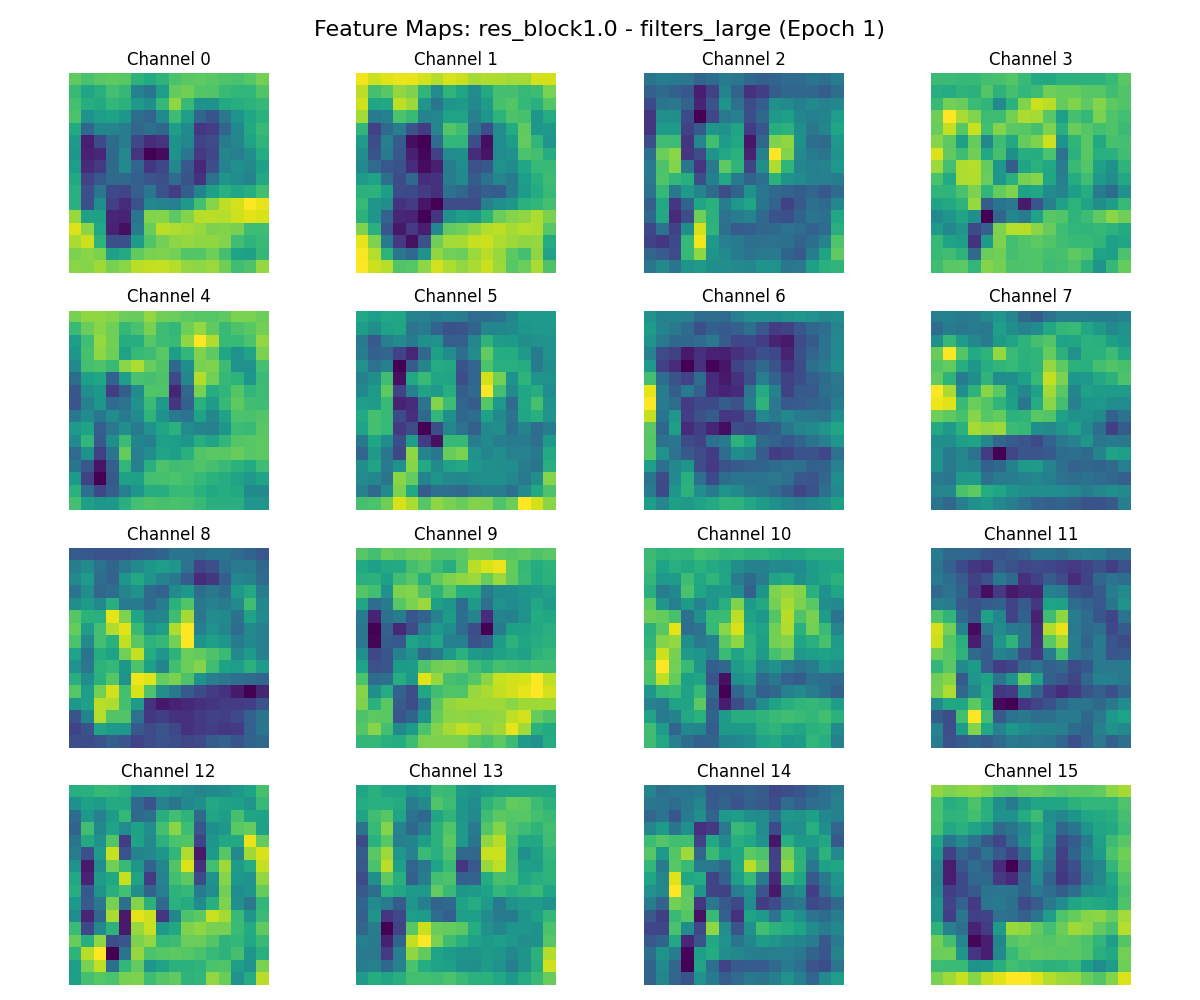 Feature Maps: res_block1.0 - filters_large (Epoch 1)
Channel 0
Channel 1
Channel 2
Channel 3
Channel 4
Channel 5
Channel 6
Channel 7
Channel 8
Channel 9
Channel 10
Channel 11
Channel 12
Channel 13
Channel 14
Channel 15